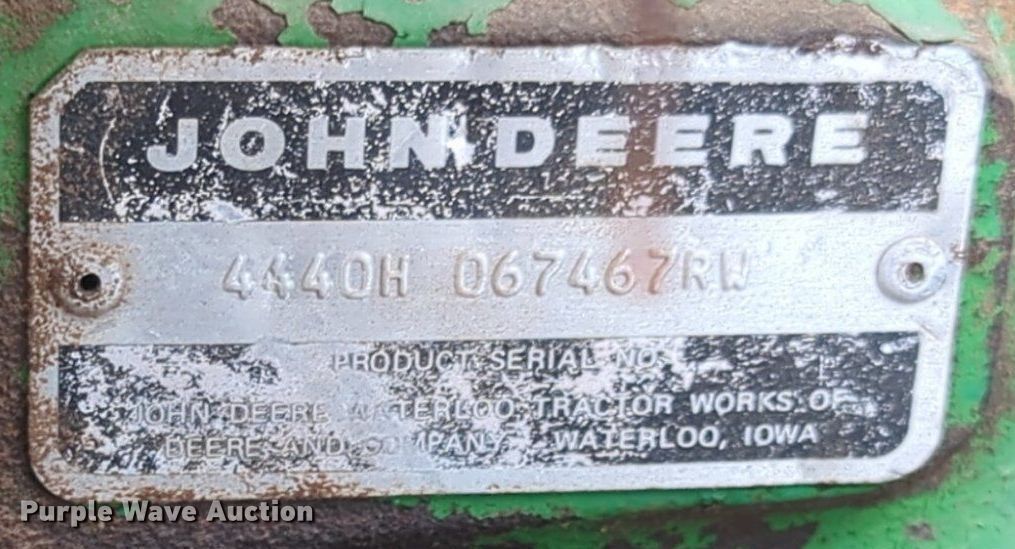 JOHN DEERE
4440H 067467RW
PRODUCT SERIAL NO.
JOHN DEERE WATERLOO TRACTOR WORKS OF
DEERE AND COMPANY WATERLOO, IOWA
Purple Wave Auction